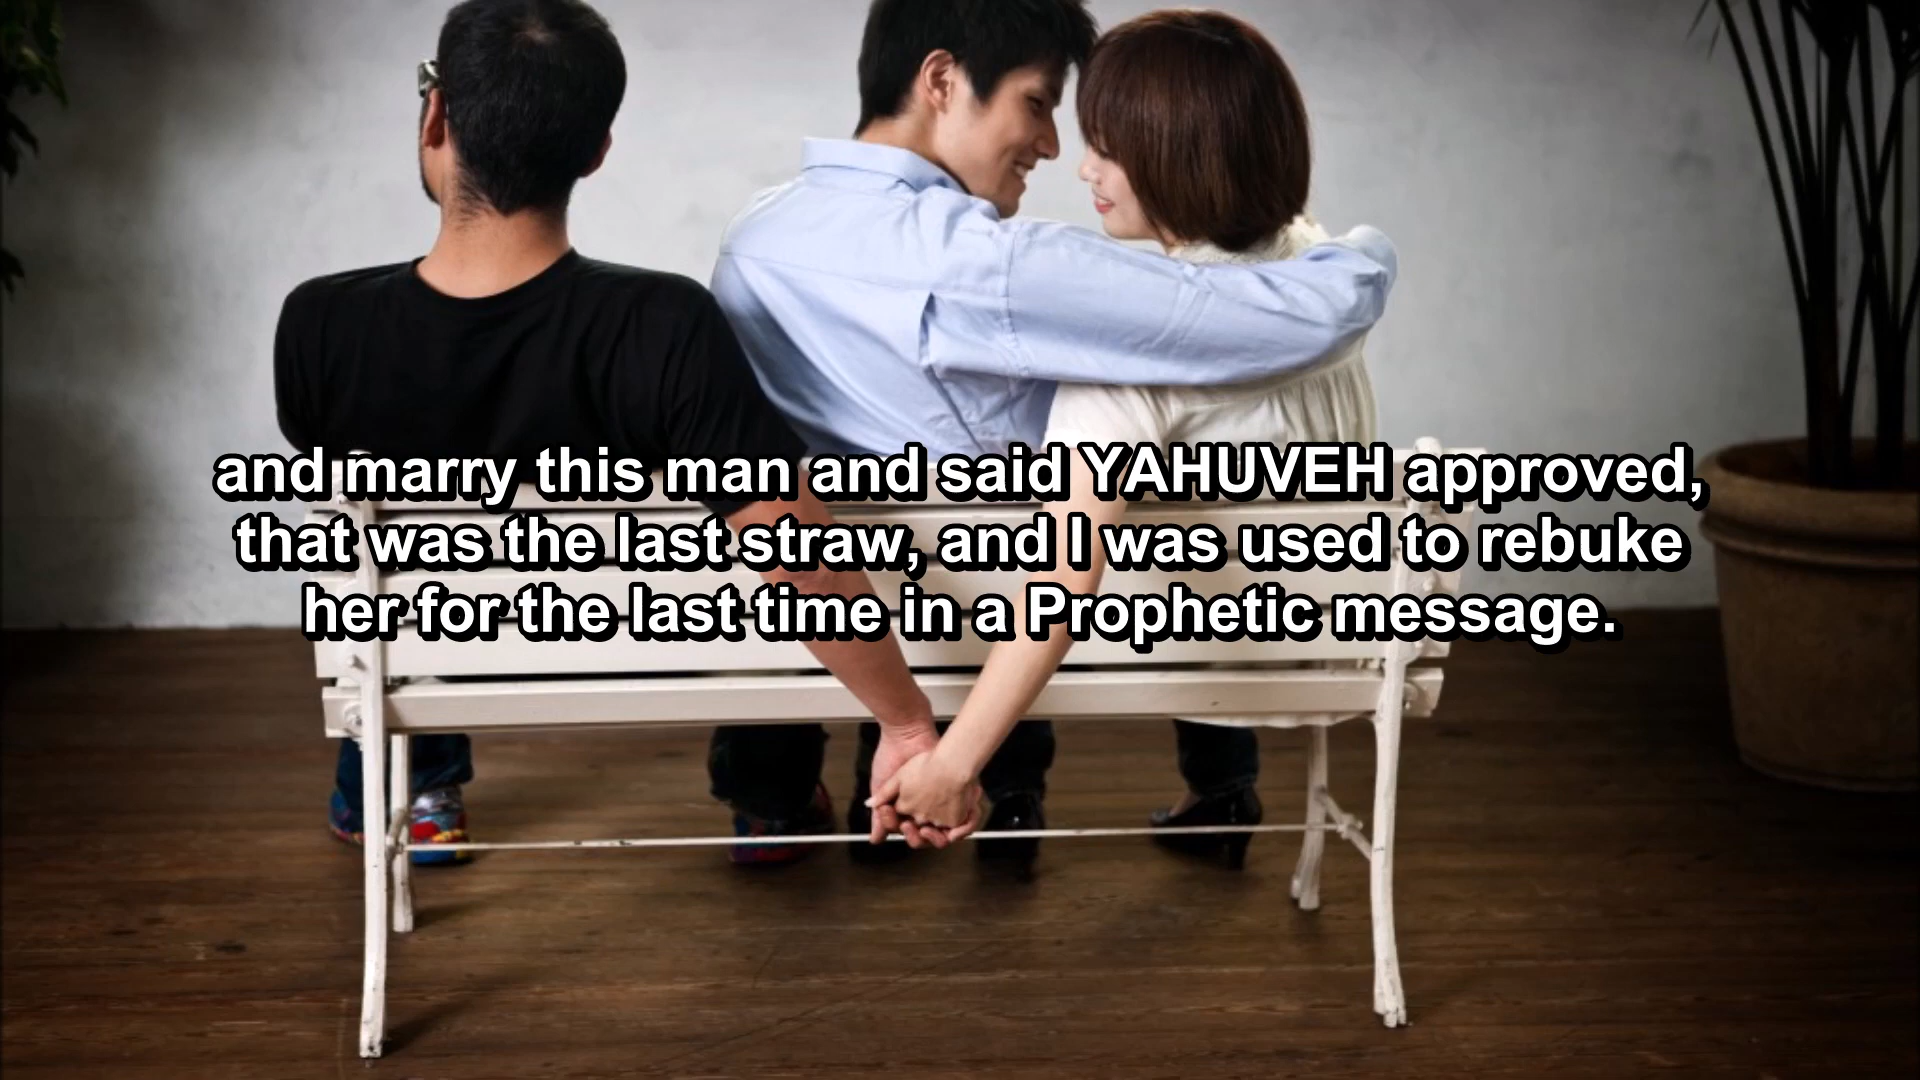 and marry this man and said YAHUVEH approved,
that was the last straw, and I was used to rebuke
her for the last time in a Prophetic message.